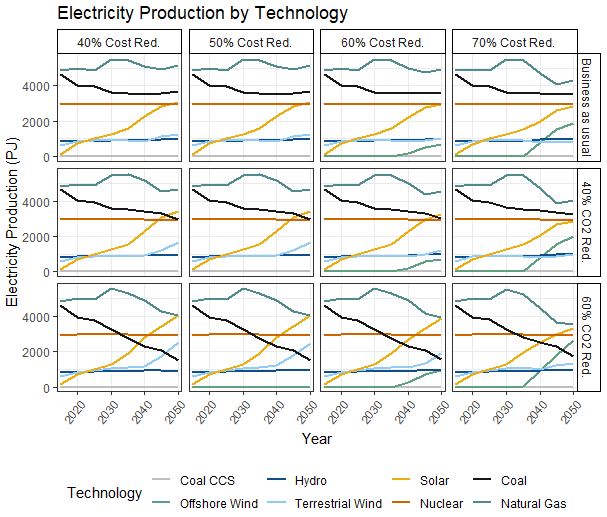 Electricity Production by Technology
40% Cost Red. 50% Cost Red. 60% Cost Red. 70% Cost Red.
Electricity Production (PJ)
4000
2000
0
Business as usual
4000
2000
0
40% CO2 Red.
4000
2000
0
60% CO2 Red.
2020 2030 2040 2050 2020 2030 2040 2050 2020 2030 2040 2050 2020 2030 2040 2050
Year
Technology
Coal CCS Hydro Solar Coal
Offshore Wind Terrestrial Wind Nuclear Natural Gas